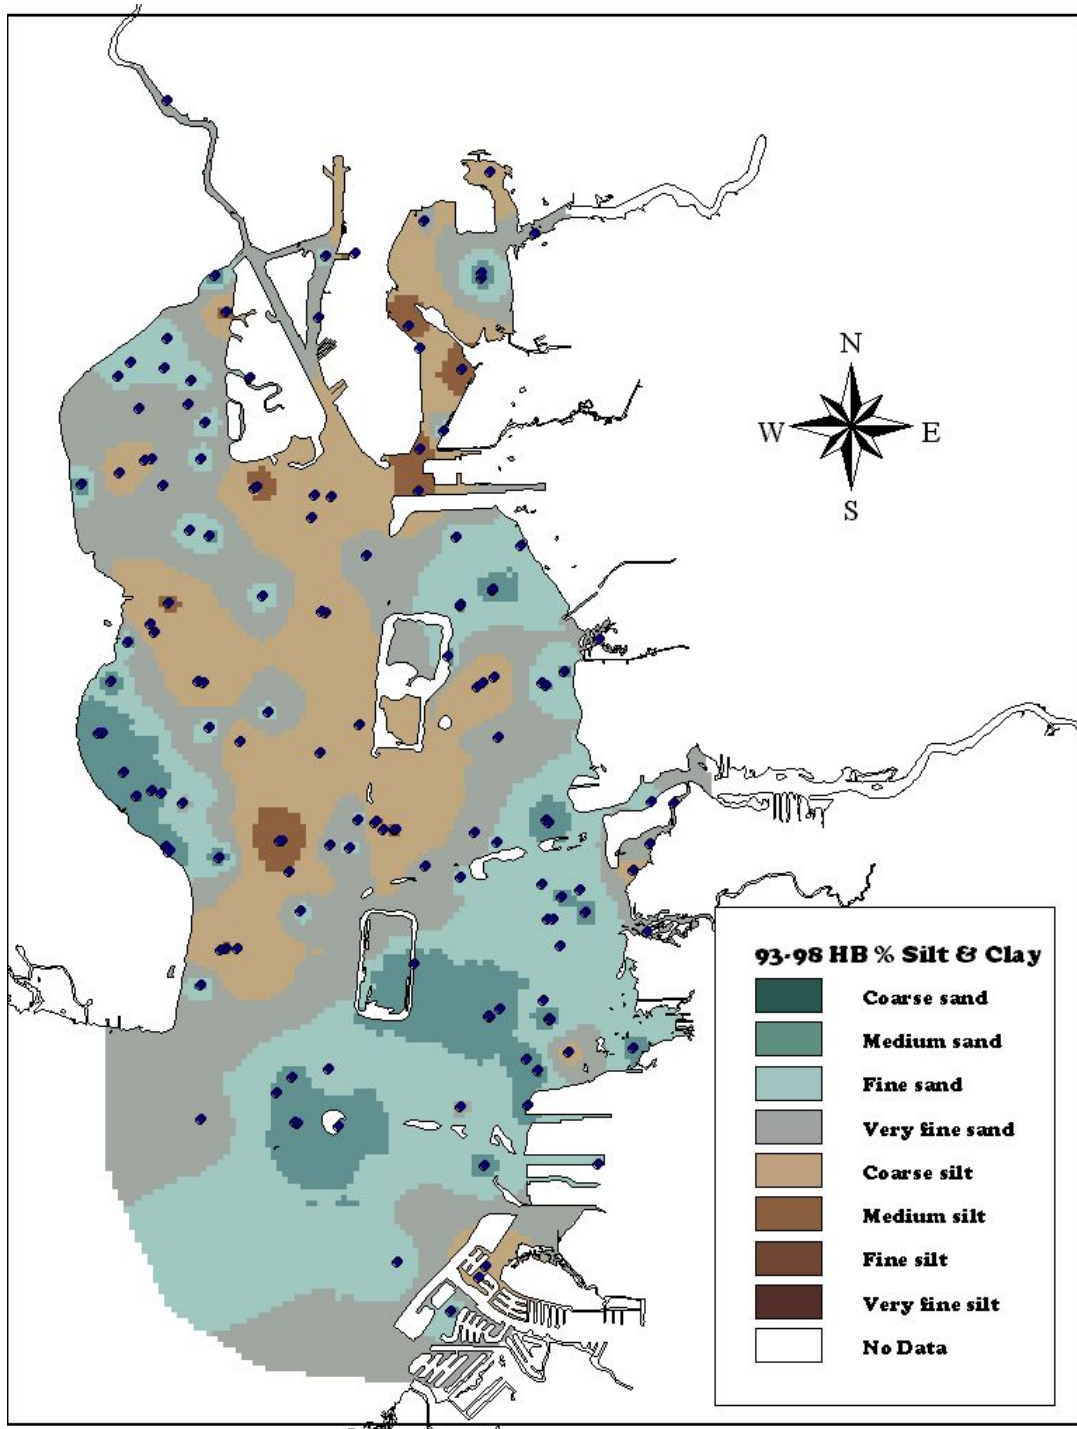 N
W E
S
93-98 HB % Silt & Clay
Coarse sand
Medium sand
Fine sand
Very fine sand
Coarse silt
Medium silt
Fine silt
Very fine silt
No Data